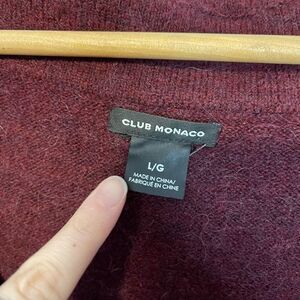 CLUB MONACO
L/G
MADE IN CHINA/
FABRIQUÉ EN CHINE